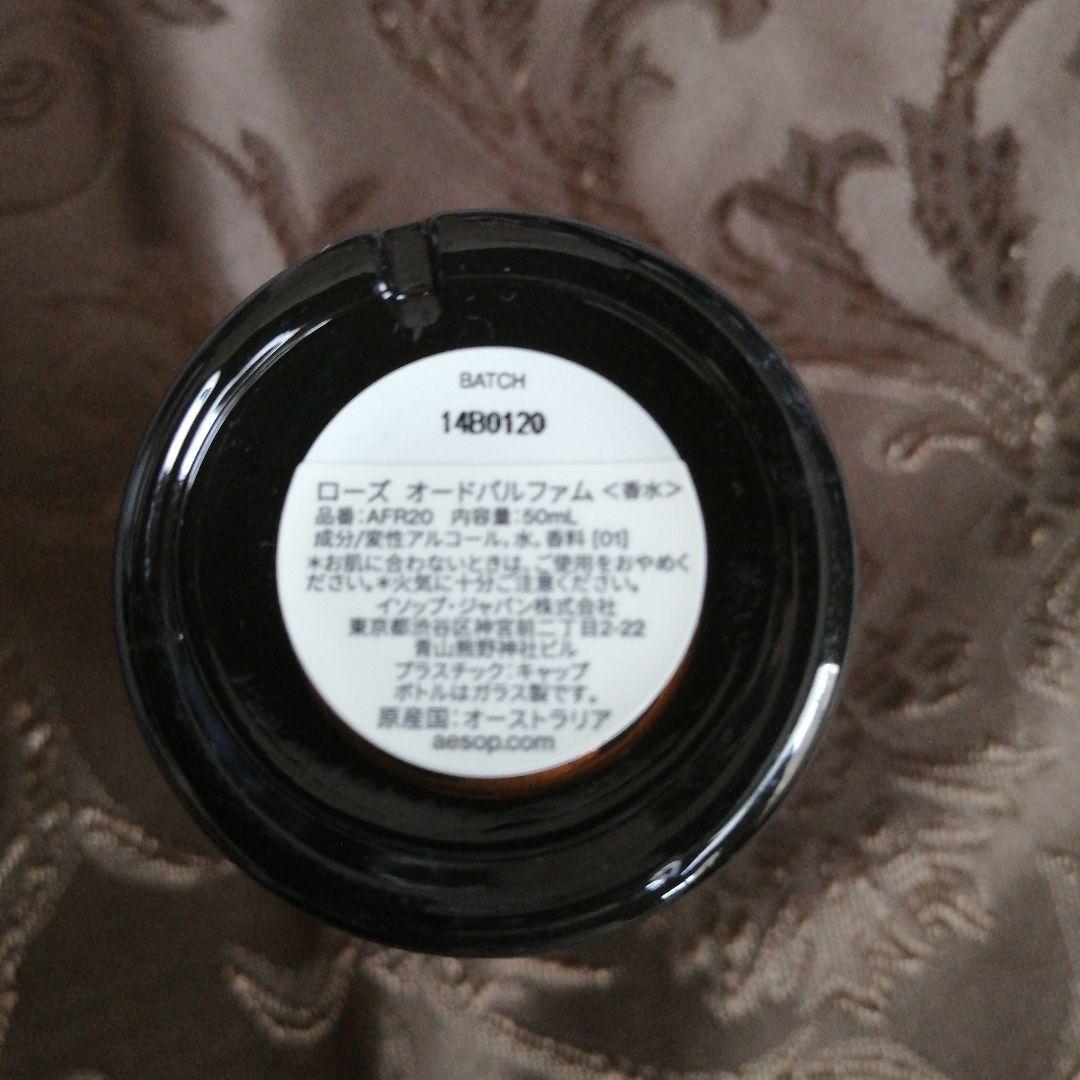 BATCH
14B0120
ローズ オードパルファム <香水>
品番:AFR20 内容量:50mL
成分/変性アルコール, 水, 香料 [01]
*お肌に合わないときは、ご使用をおやめく
ださい。*火気に十分ご注意ください。
イソップ・ジャパン株式会社
東京都渋谷区神宮前二丁目2-22
青山熊野神社ビル
プラスチック:キャップ
ボトルはガラス製です。
原産国:オーストラリア
aesop.com